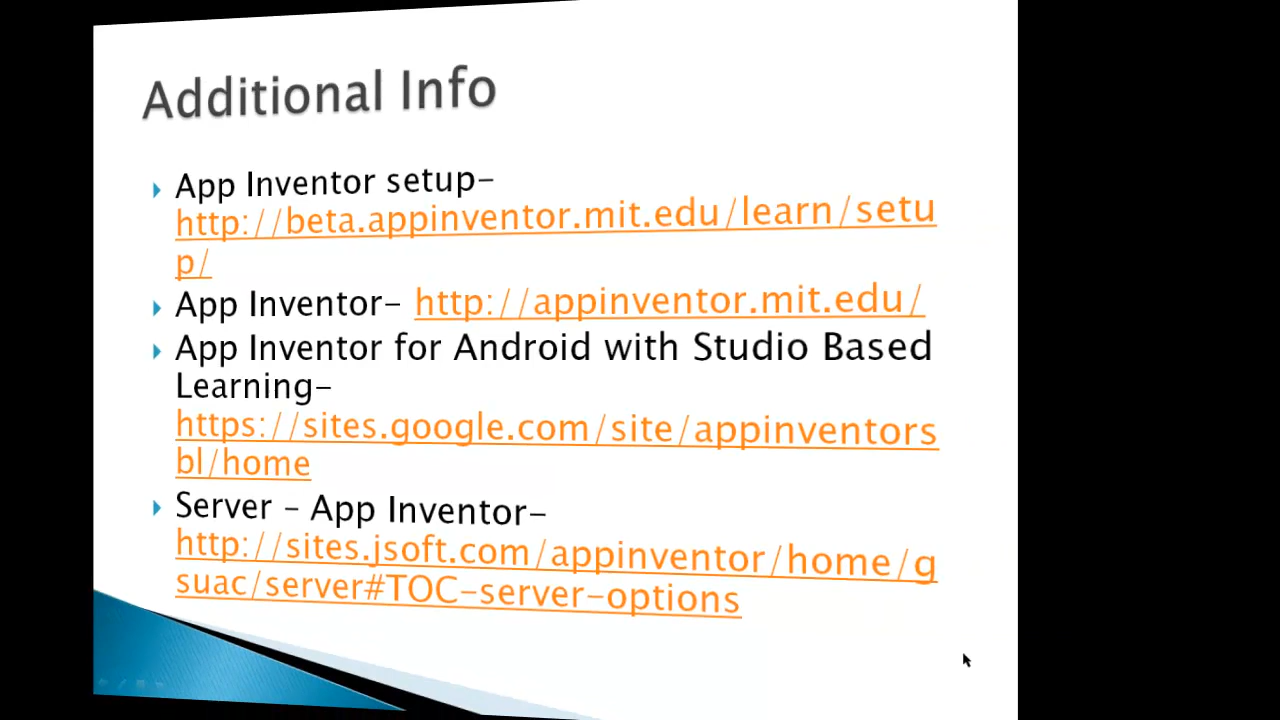 Additional Info
App Inventor setup-
http://beta.appinventor.mit.edu/learn/setu
p/
App Inventor- http://appinventor.mit.edu/
App Inventor for Android with Studio Based
Learning-
https://sites.google.com/site/appinventors
bl/home
Server – App Inventor-
http://sites.jsoft.com/appinventor/home/g
suac/server#TOC-server-options